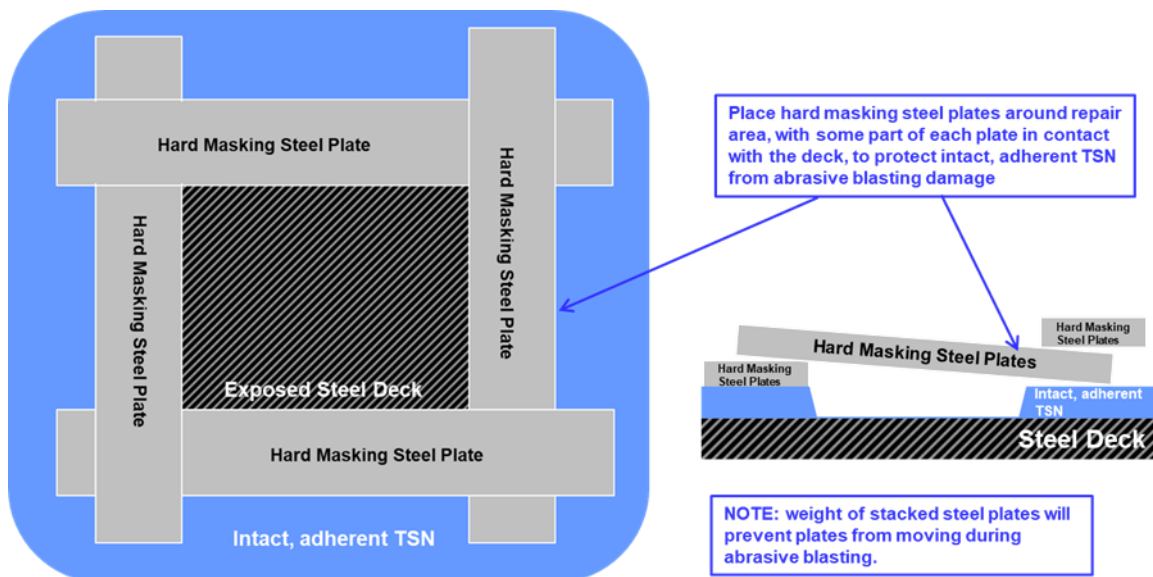 Hard Masking Steel Plate
Hard Masking Steel Plate
Hard Masking Steel Plate
Exposed Steel Deck
Hard Masking Steel Plate
Intact, adherent TSN
Place hard masking steel plates around repair
area, with some part of each plate in contact
with the deck, to protect intact, adherent TSN
from abrasive blasting damage
Hard Masking
Steel Plates
Hard Masking Steel Plates
Hard Masking
Steel Plates
Intact, adherent
TSN
Steel Deck
NOTE: weight of stacked steel plates will
prevent plates from moving during
abrasive blasting.